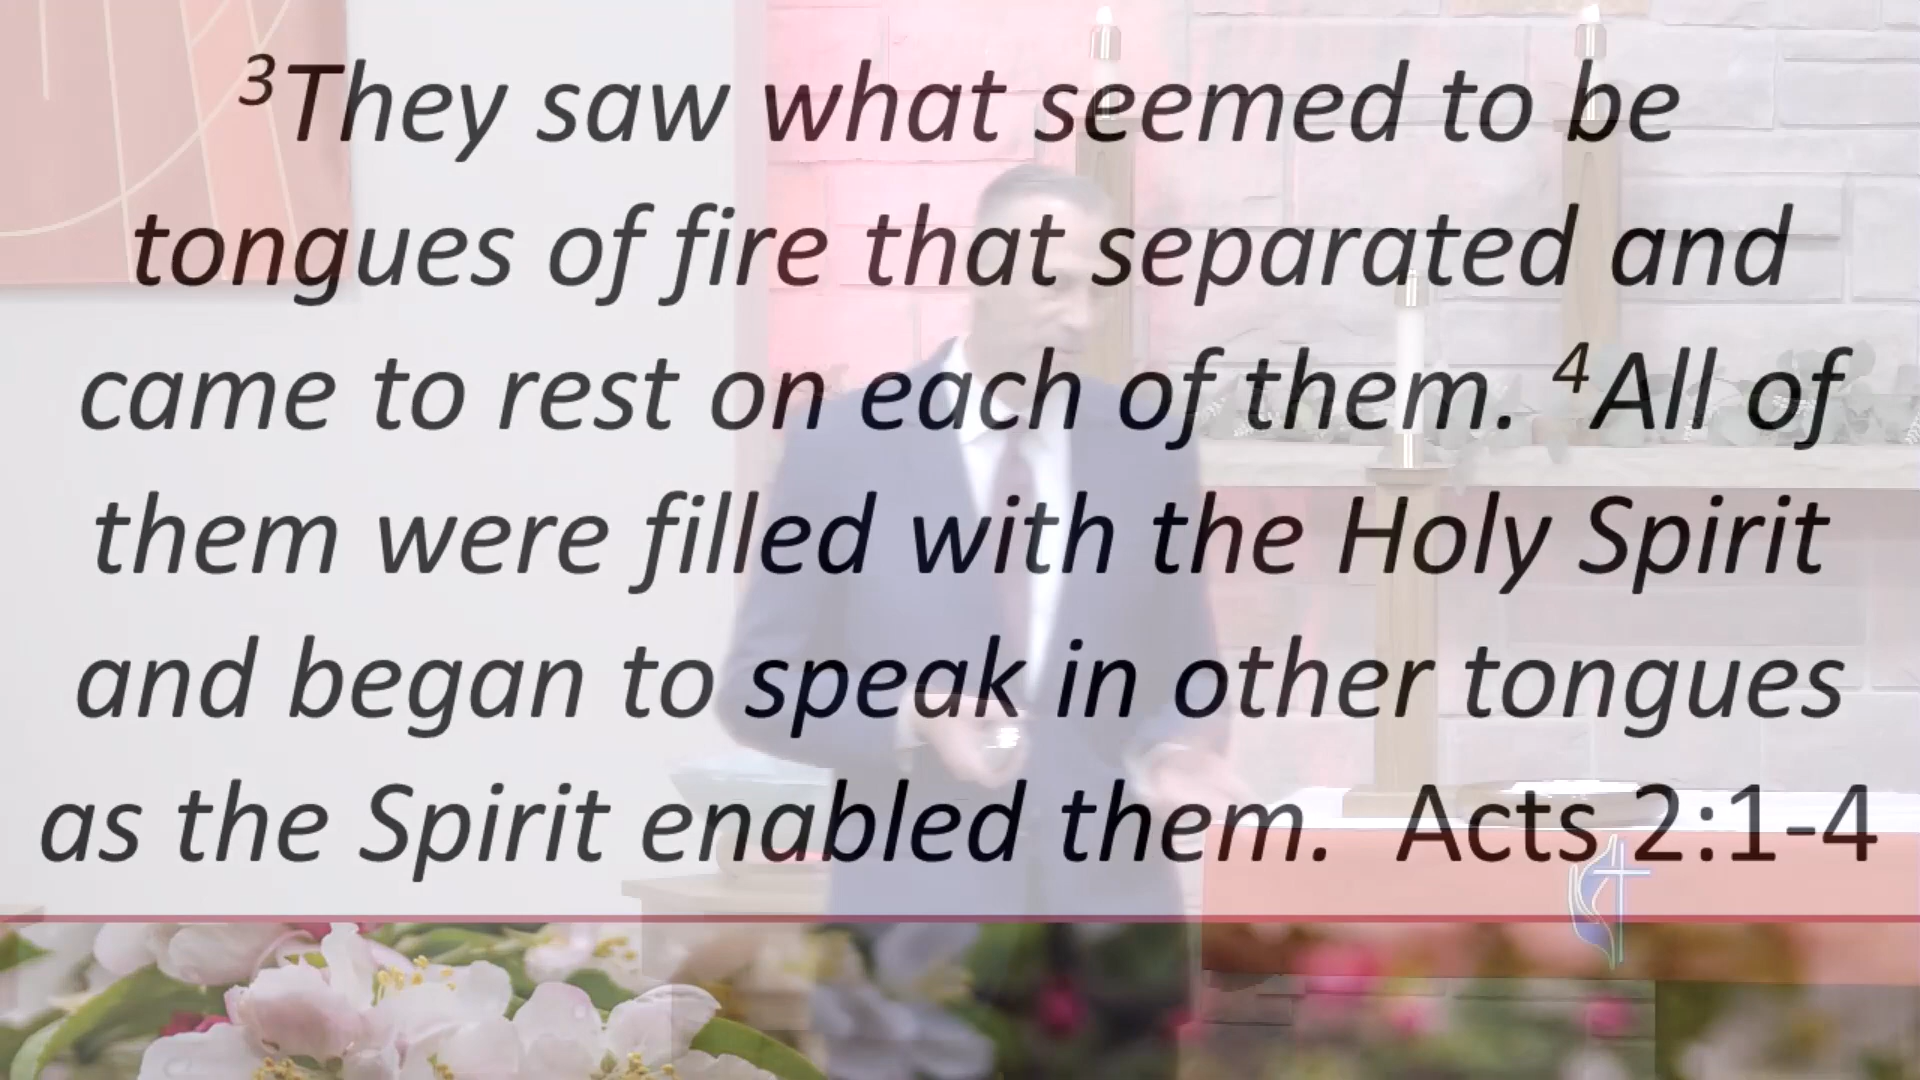 ³They saw what seemed to be
tongues of fire that separated and
came to rest on each of them. ⁴All of
them were filled with the Holy Spirit
and began to speak in other tongues
as the Spirit enabled them. Acts 2:1-4